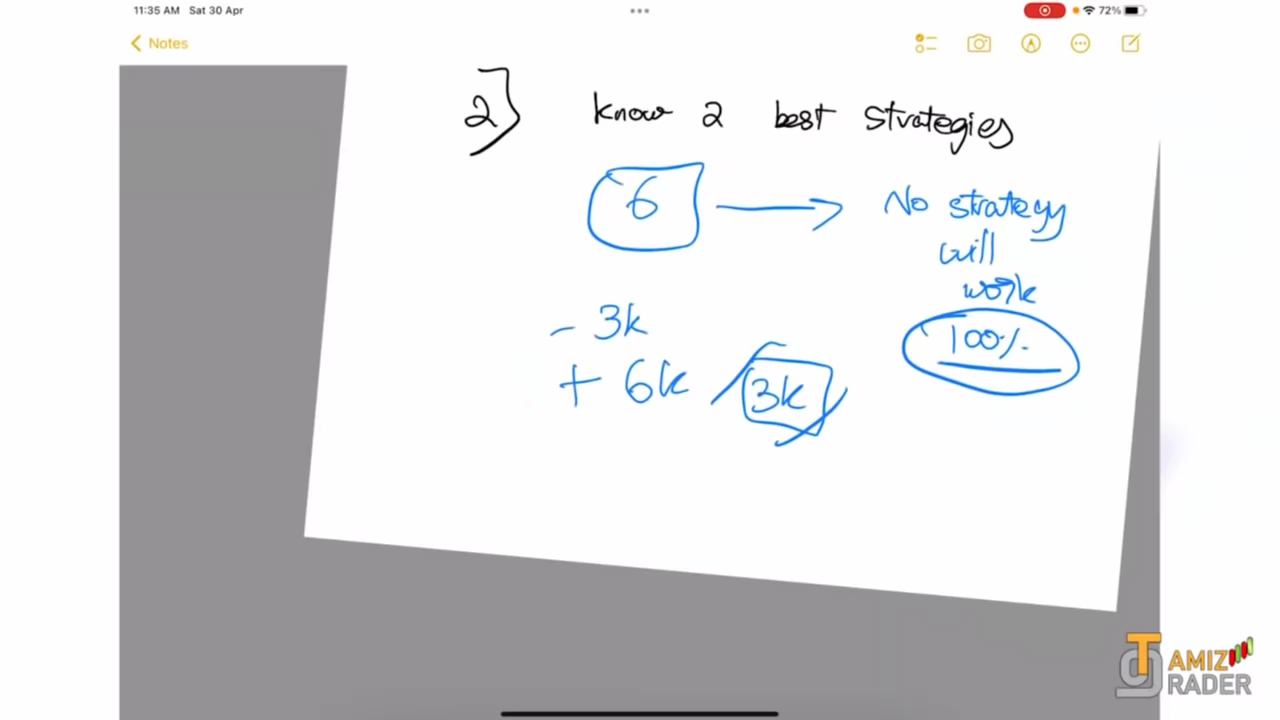 11:35 AM Sat 30 Apr
72%
Notes
2] Know 2 best strategies
6 No strategy
will
work
100%
- 3k
+ 6k 3k
TAMIZ
TRADER